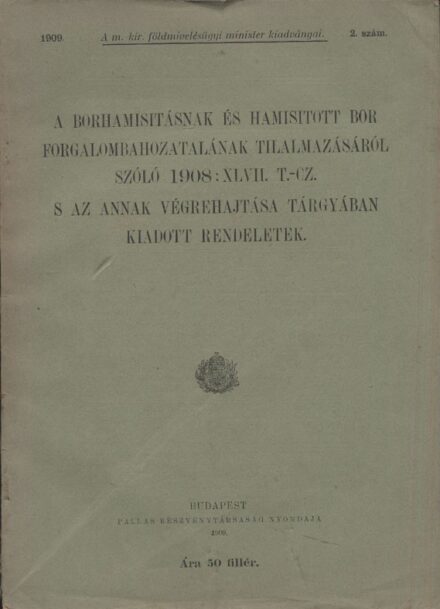 1909. A m. kir. földmivelésügyi minister kiadványai. 2. szám.
A BORHAMISITÁSNAK ÉS HAMISITOTT BOR
FORGALOMBAHOZATALÁNAK TILALMAZÁSÁRÓL
SZÓLÓ 1908: XLVII. T.-CZ.
S AZ ANNAK VÉGREHAJTÁSA TÁRGYÁBAN
KIADOTT RENDELETEK.
BUDAPEST
PALLAS RÉSZVÉNYTÁRSASÁG NYOMDÁJA
1909.
Ára 50 fillér.